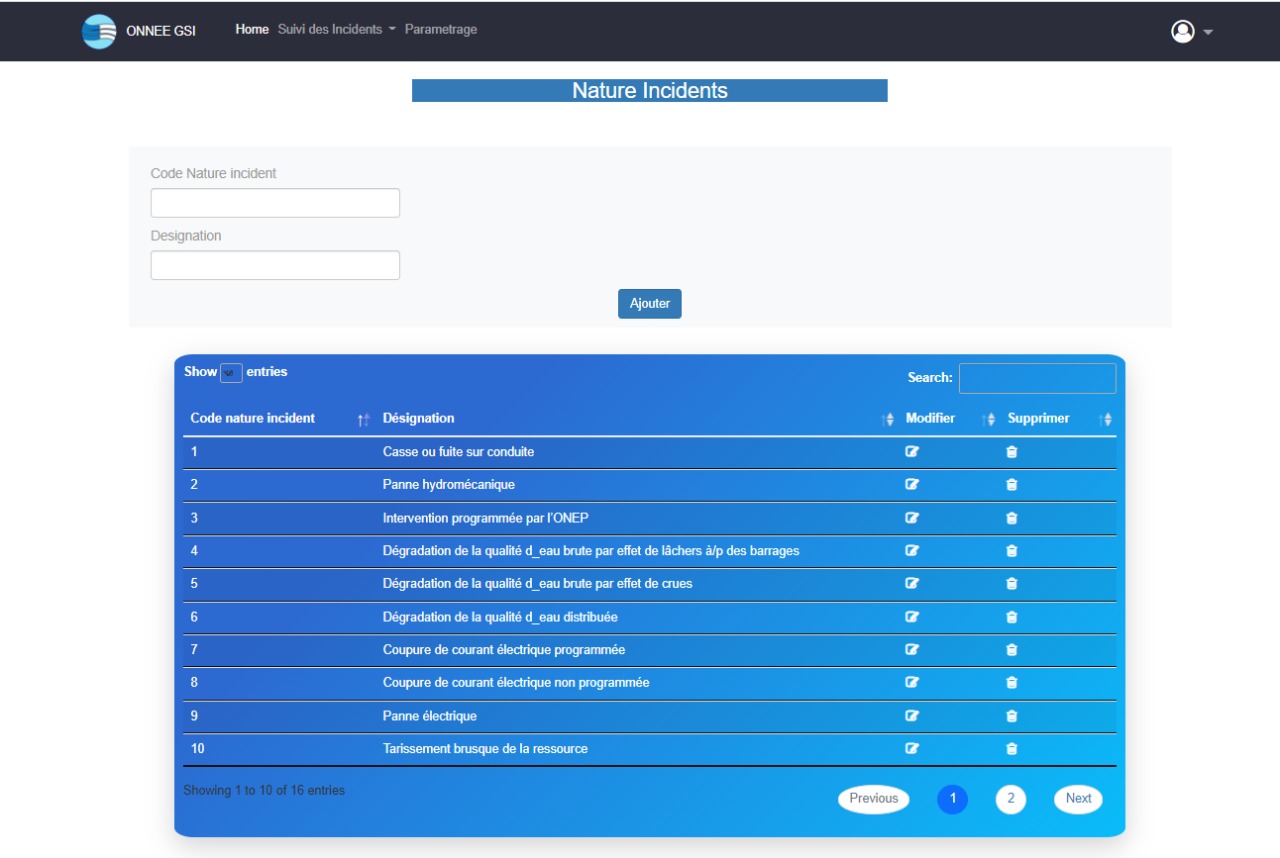 ONNEE GSI Home Suivi des Incidents Parametrage
Nature Incidents
Code Nature incident
Designation
Ajouter
Show entries Search:
Code nature incident Désignation Modifier Supprimer
1 Casse ou fuite sur conduite
2 Panne hydromécanique
3 Intervention programmée par l'ONEP
4 Dégradation de la qualité d_eau brute par effet de lâchers à/p des barrages
5 Dégradation de la qualité d_eau brute par effet de crues
6 Dégradation de la qualité d_eau distribuée
7 Coupure de courant électrique programmée
8 Coupure de courant électrique non programmée
9 Panne électrique
10 Tarissement brusque de la ressource
Showing 1 to 10 of 16 entries Previous 1 2 Next